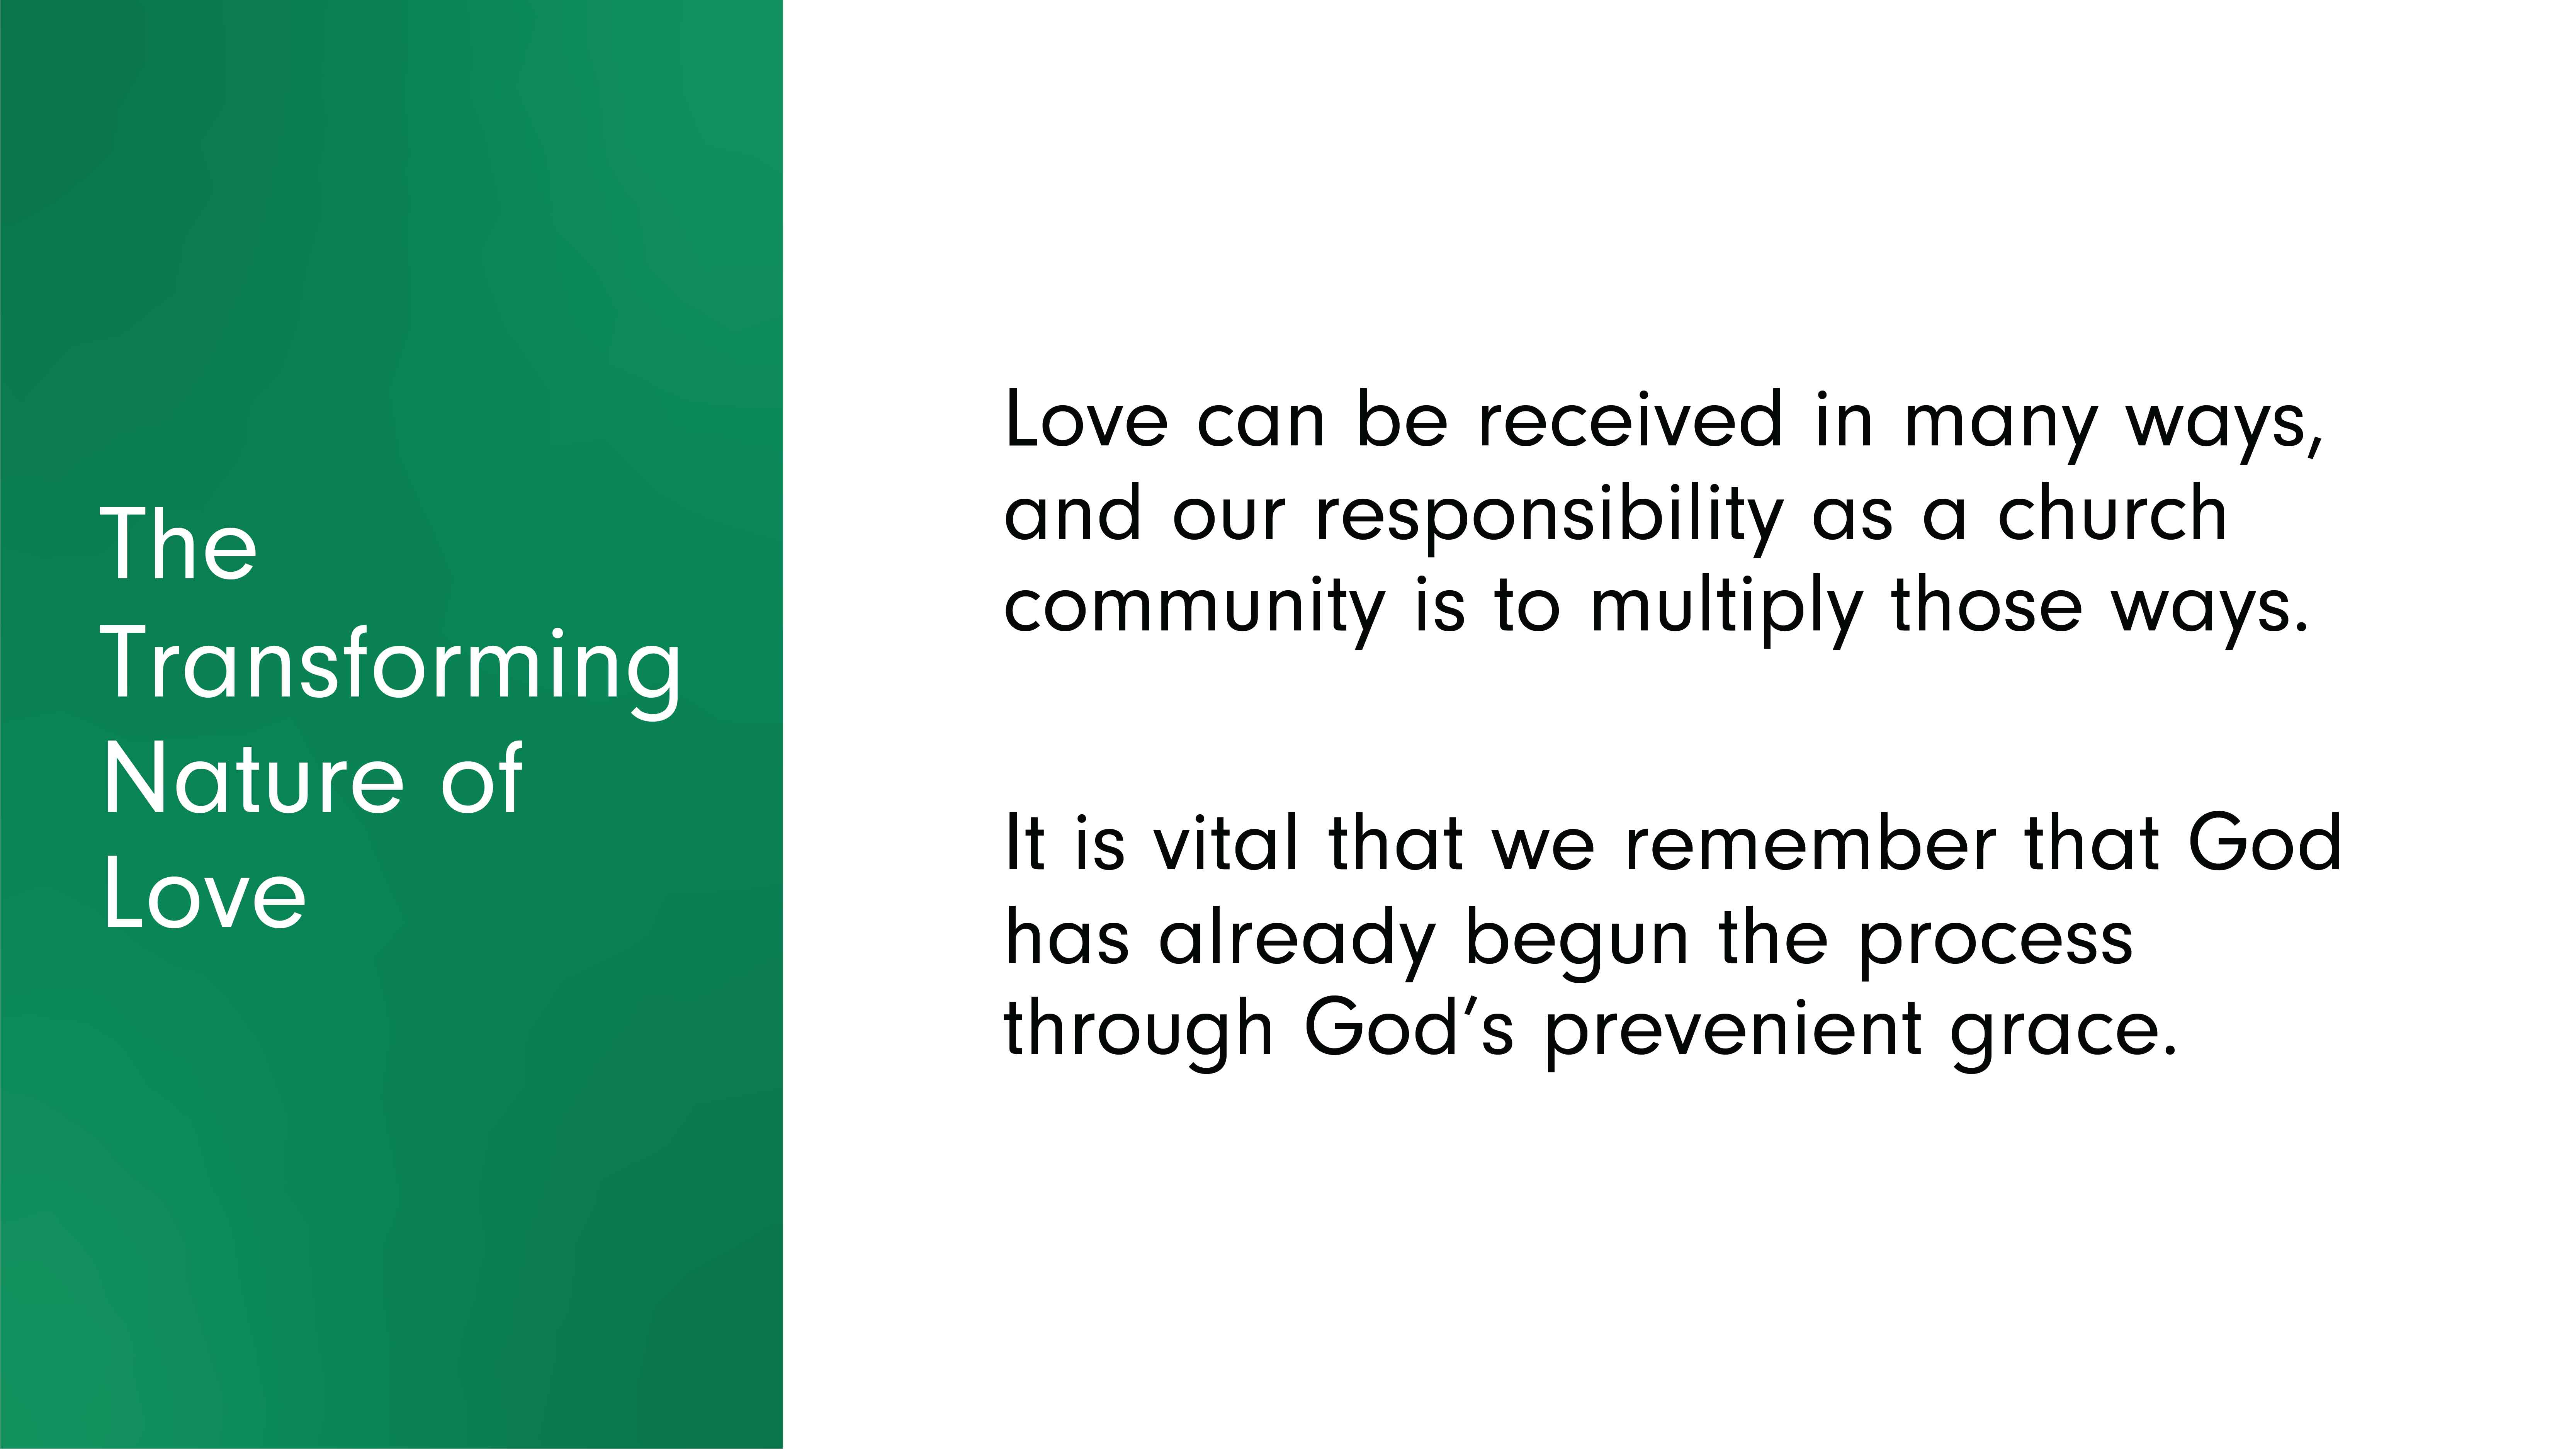 The
Transforming
Nature of
Love
Love can be received in many ways,
and our responsibility as a church
community is to multiply those ways.
It is vital that we remember that God
has already begun the process
through God’s prevenient grace.